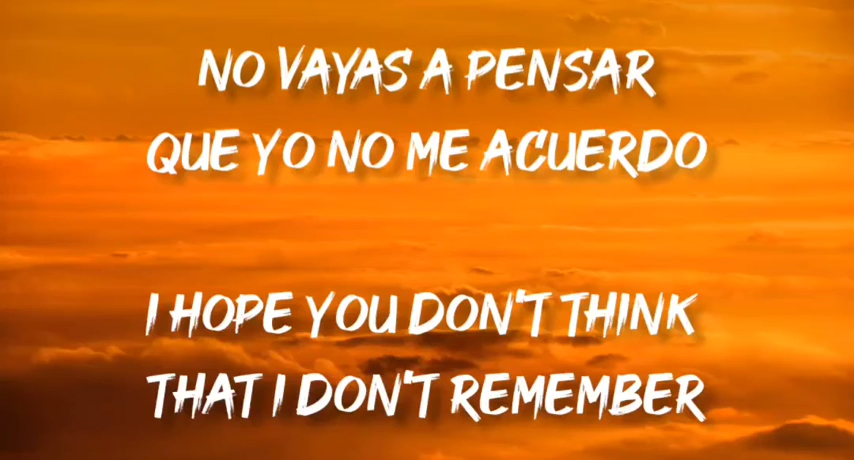 NO VAYAS A PENSAR
QUE YO NO ME ACUERDO
I HOPE YOU DON'T THINK
THAT I DON'T REMEMBER